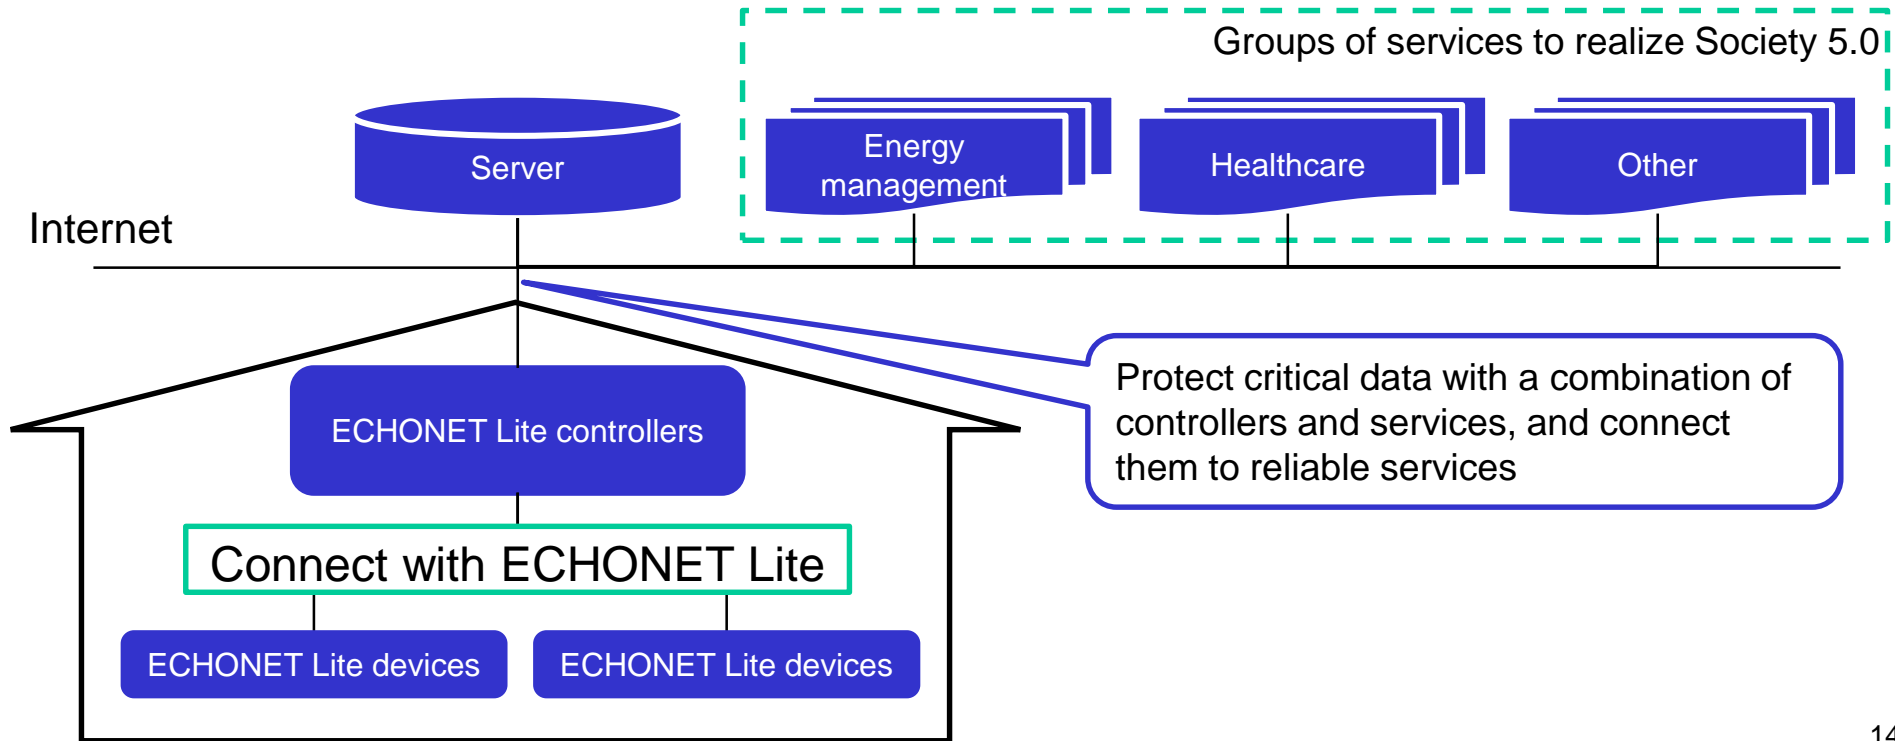 Groups of services to realize Society 5.0
Server
Energy
management
Healthcare
Other
Internet
Protect critical data with a combination of
controllers and services, and connect
them to reliable services
ECHONET Lite controllers
Connect with ECHONET Lite
ECHONET Lite devices
ECHONET Lite devices
14